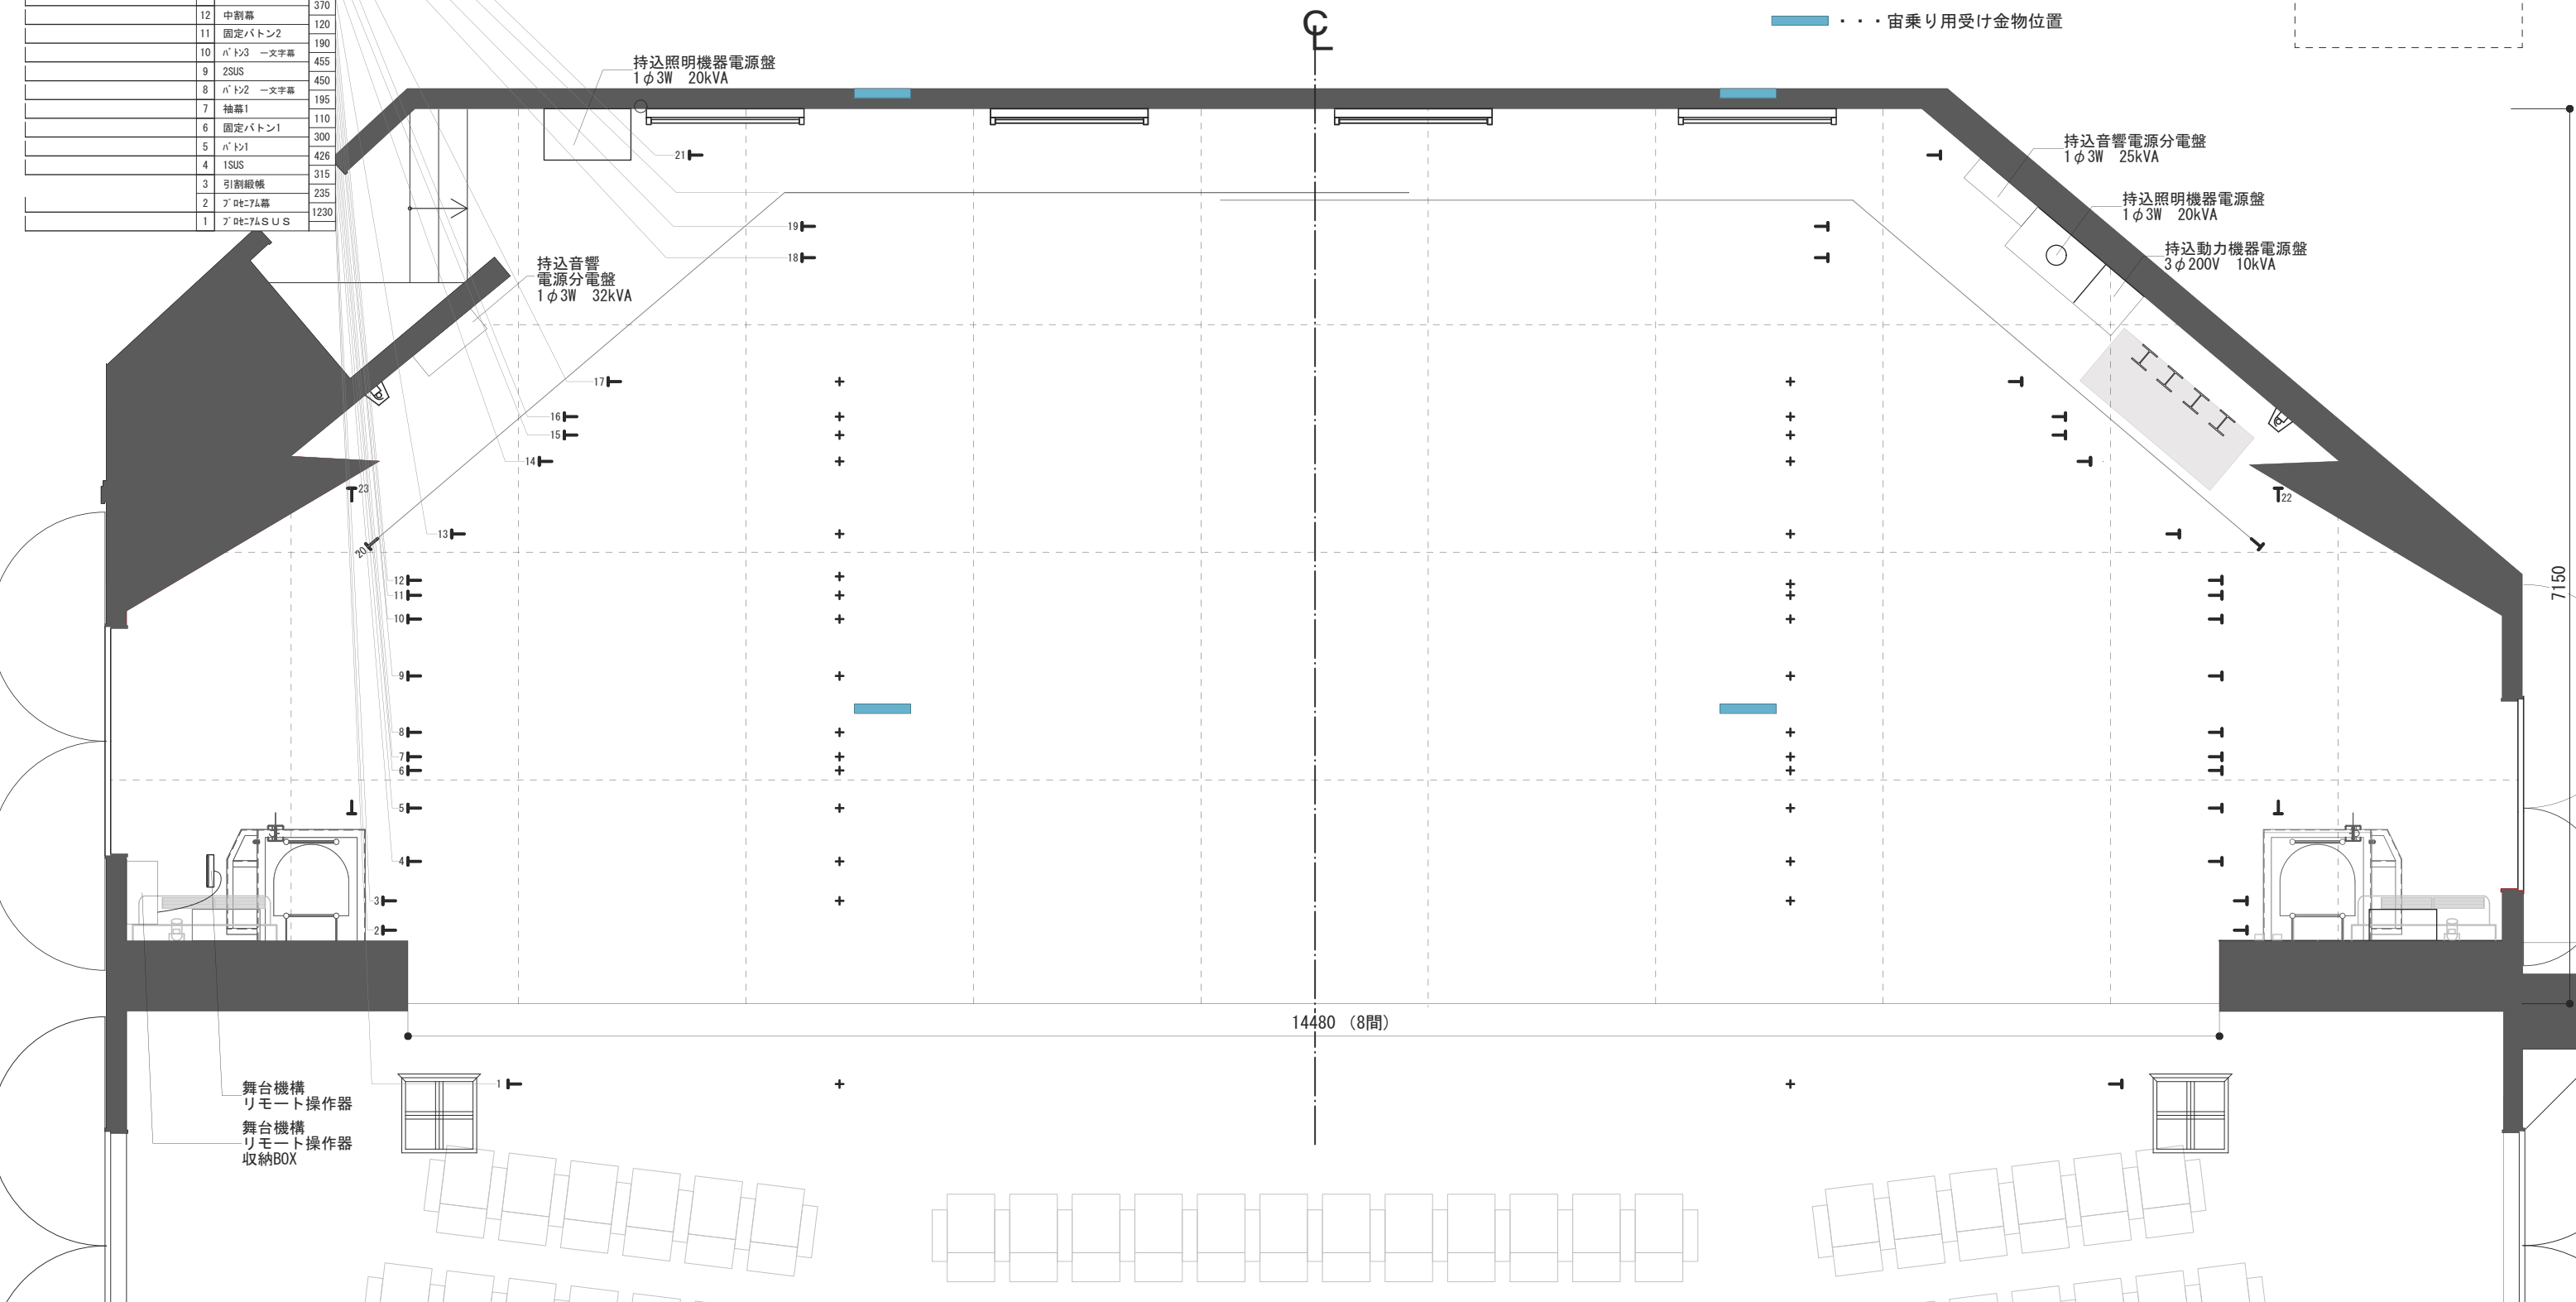 370
12 中割幕
120
11 固定バトン2
190
10 バトン3 一文字幕
455
9 2SUS
450
8 バトン2 一文字幕
195
7 袖幕1
110
6 固定バトン1
300
5 バトン1
426
4 1SUS
315
3 引割緞帳
235
2 プロセニアム幕
1230
1 プロセニアムSUS
CL
・・・宙乗り用受け金物位置
持込照明機器電源盤
1φ3W 20kVA
持込音響電源分電盤
1φ3W 25kVA
持込照明機器電源盤
1φ3W 20kVA
持込動力機器電源盤
3φ200V 10kVA
持込音響
電源分電盤
1φ3W 32kVA
21
19
18
17
16
15
14
23
22
13
20
12
11
10
9
8
7
6
5
4
3
2
7150
14480 (8間)
1
舞台機構
リモート操作器
舞台機構
リモート操作器
収納BOX